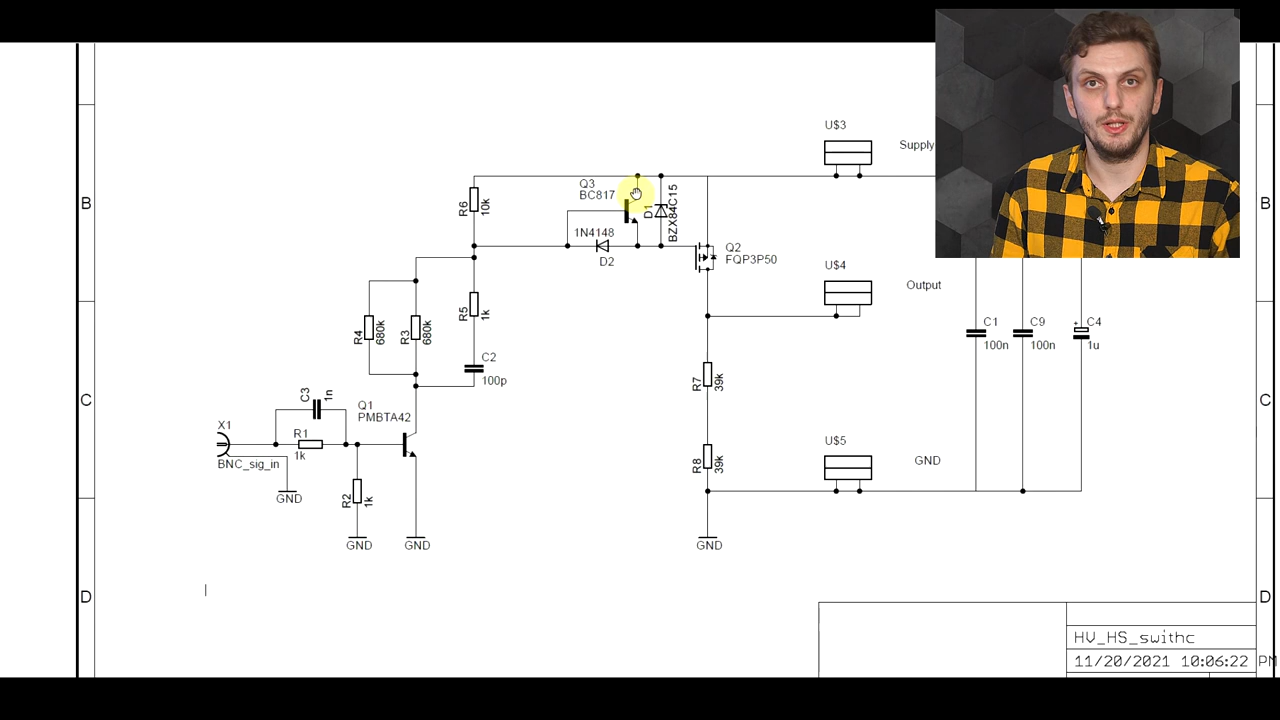 U$3
Supply
Q3
BC817
D1
BZX84C15
B
R6
10k
B
1N4148
D2
Q2
FQP3P50
U$4
Output
R5
1k
R4
680k
R3
680k
C1
100n
C9
100n
+
C4
1u
C2
100p
R7
39k
C
C3
1n
Q1
PMBTA42
C
X1
BNC_sig_in
R1
1k
U$5
GND
R8
39k
GND
R2
1k
GND
GND
GND
D
D
HV_HS_swithc
11/20/2021 10:06:22 PM